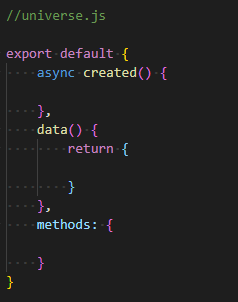 //universe.js
export default {
    async created() {
    },
    data() {
        return {
        }
    },
    methods: {
    }
}